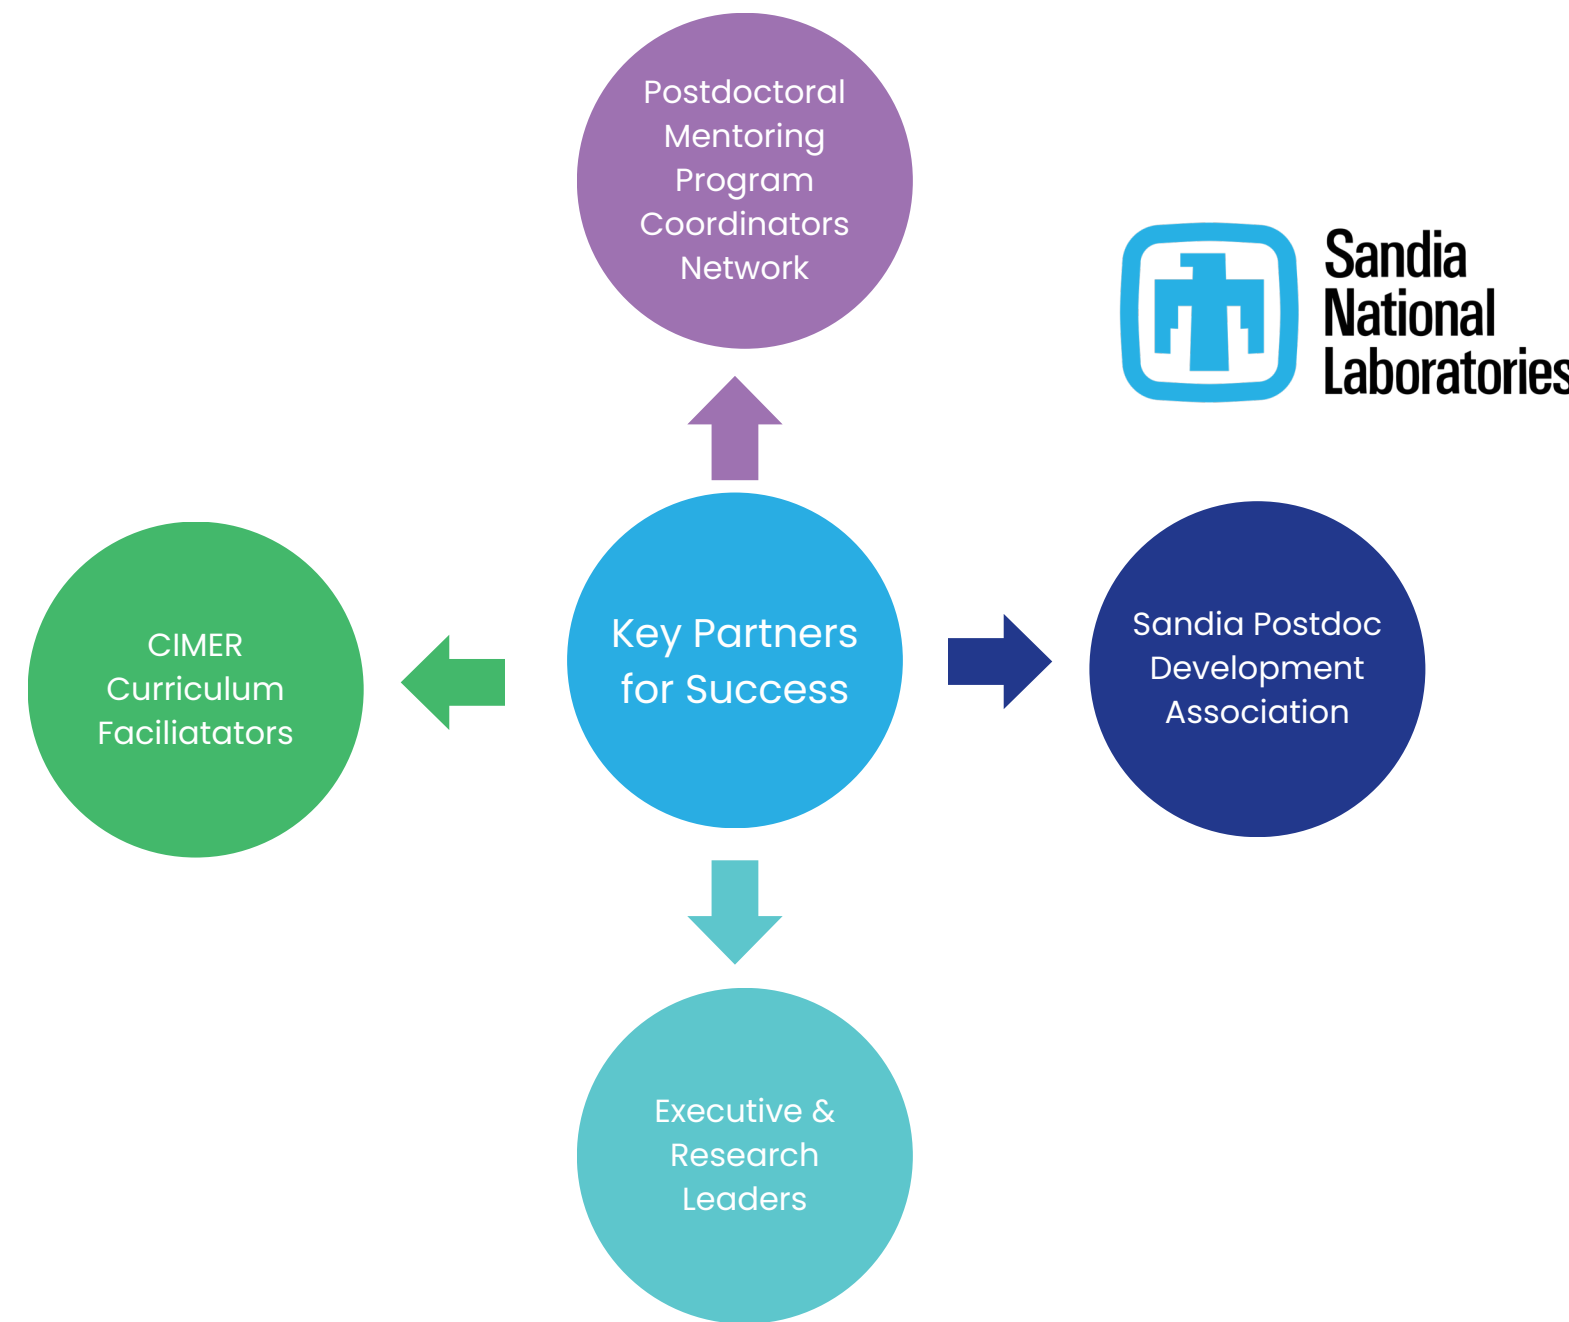 Postdoctoral
Mentoring
Program
Coordinators
Network
Sandia
National
Laboratories
CIMER
Curriculum
Faciliatators
Key Partners
for Success
Sandia Postdoc
Development
Association
Executive &
Research
Leaders